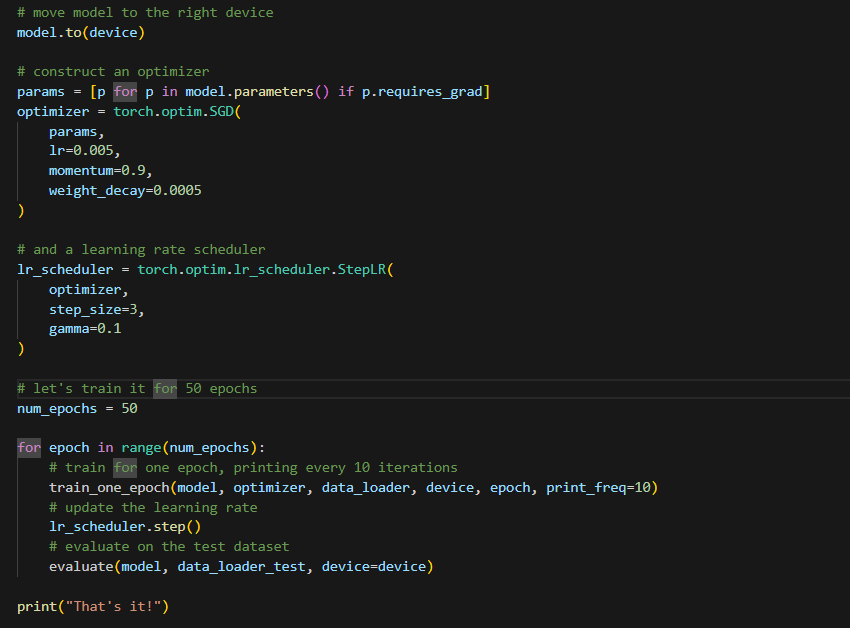 # move model to the right device
model.to(device)
# construct an optimizer
params = [p for p in model.parameters() if p.requires_grad]
optimizer = torch.optim.SGD(
    params,
    lr=0.005,
    momentum=0.9,
    weight_decay=0.0005
)
# and a learning rate scheduler
lr_scheduler = torch.optim.lr_scheduler.StepLR(
    optimizer,
    step_size=3,
    gamma=0.1
)
# let's train it for 50 epochs
num_epochs = 50
for epoch in range(num_epochs):
    # train for one epoch, printing every 10 iterations
    train_one_epoch(model, optimizer, data_loader, device, epoch, print_freq=10)
    # update the learning rate
    lr_scheduler.step()
    # evaluate on the test dataset
    evaluate(model, data_loader_test, device=device)
print("That's it!")